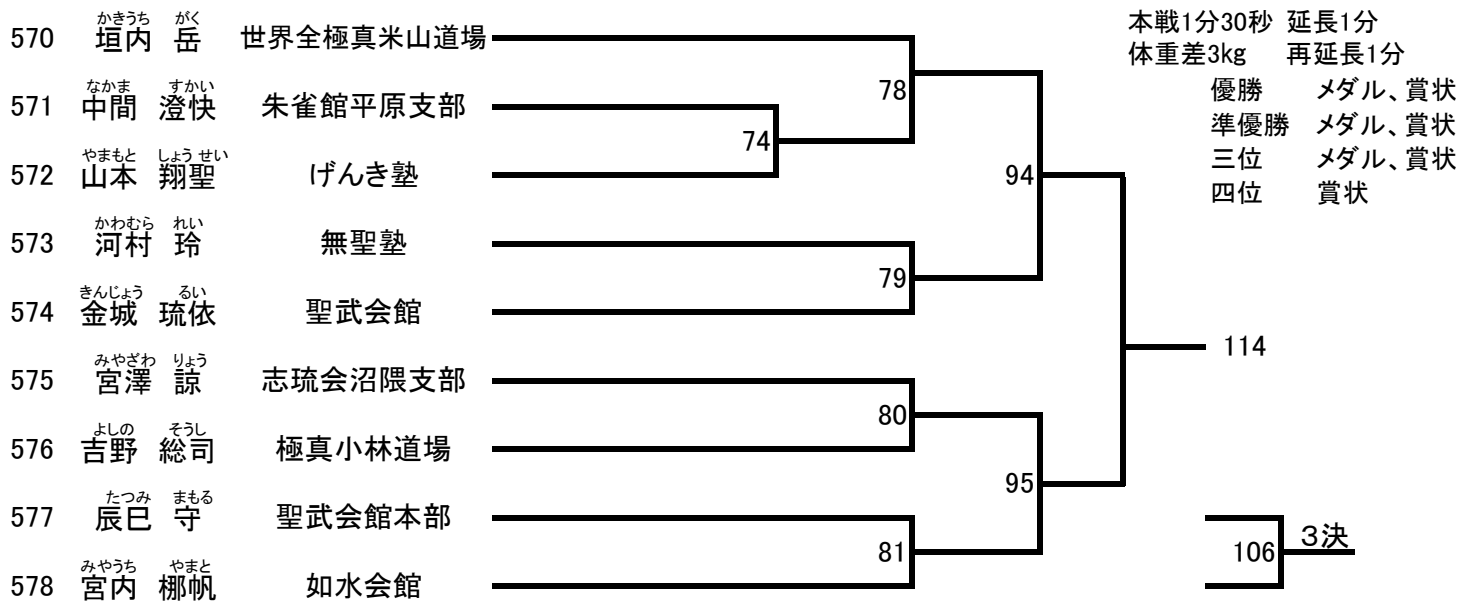 かきうち がく
570 垣内 岳 世界全極真米山道場
本戦1分30秒 延長1分
体重差3kg 再延長1分
優勝 メダル、賞状
準優勝 メダル、賞状
三位 メダル、賞状
四位 賞状
78
なかま すかい
571 中間 澄快 朱雀館平原支部
74
やまもと しょう せい
572 山本 翔聖 げんき塾
94
かわむら れい
573 河村 玲 無聖塾
79
きんじょう るい
574 金城 琉依 聖武会館
114
みやざわ りょう
575 宮澤 諒 志琉会沼隈支部
80
よしの そうし
576 吉野 総司 極真小林道場
95
たつみ まもる
577 辰巳 守 聖武会館本部
81
106 3決
みやうち やまと
578 宮内 梛帆 如水会館